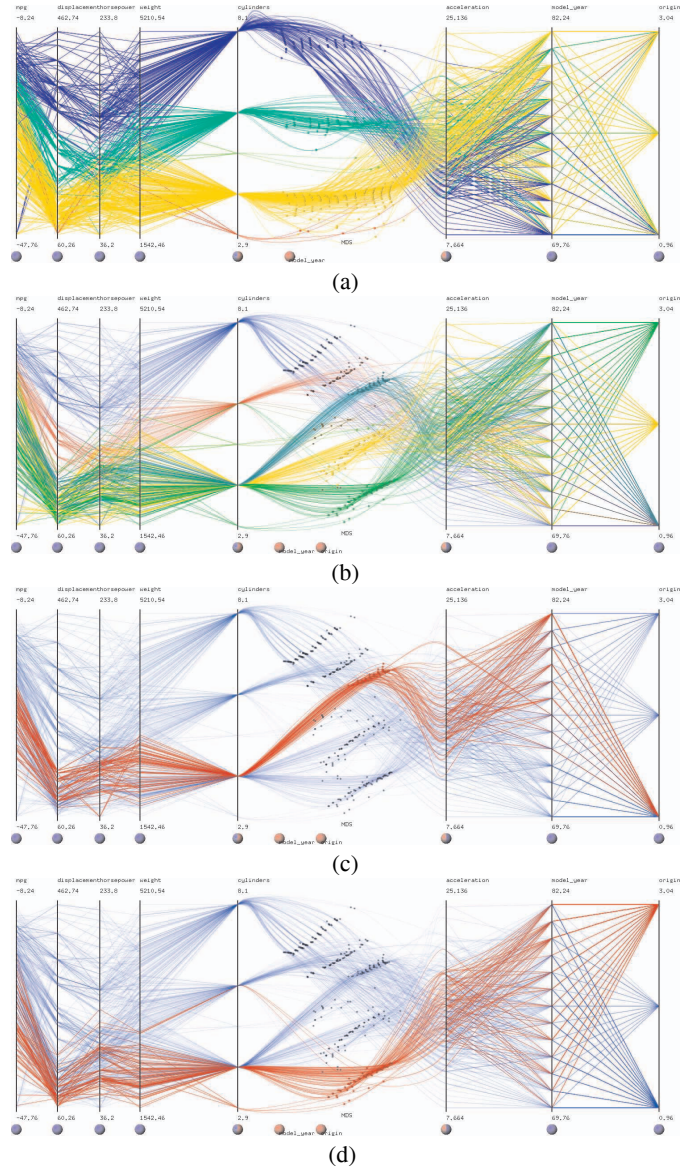 mpg displacementhorsepower weight cylinders acceleration model_year origin
-8.24 462.74 233.8 5210.54 8.1 25.136 82.24 3.04
-47.76 60.26 36.2 1542.46 2.9 MDS 7.664 69.76 0.96
model_year
(a)
mpg displacementhorsepower weight cylinders acceleration model_year origin
-8.24 462.74 233.8 5210.54 8.1 25.136 82.24 3.04
MDS
-47.76 60.26 36.2 1542.46 2.9 7.664 69.76 0.96
model_year origin
(b)
mpg displacementhorsepower weight cylinders acceleration model_year origin
-8.24 462.74 233.8 5210.54 8.1 25.136 82.24 3.04
MDS
-47.76 60.26 36.2 1542.46 2.9 7.664 69.76 0.96
model_year origin
(c)
mpg displacementhorsepower weight cylinders acceleration model_year origin
-8.24 462.74 233.8 5210.54 8.1 25.136 82.24 3.04
MDS
-47.76 60.26 36.2 1542.46 2.9 7.664 69.76 0.96
model_year origin
(d)